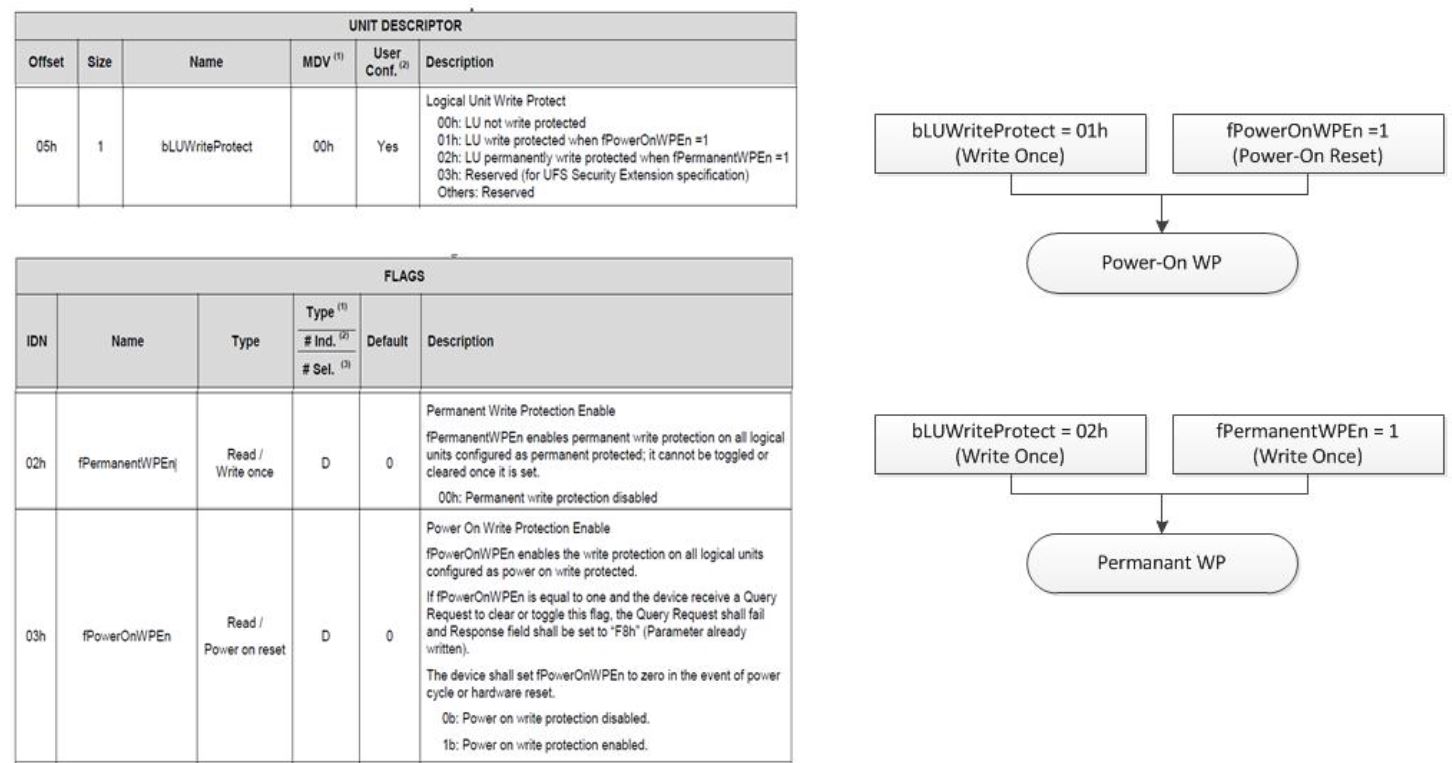 UNIT DESCRIPTOR
Offset Size Name MDV (1) User Conf. (2) Description
05h 1 bLUWriteProtect 00h Yes
Logical Unit Write Protect
00h: LU not write protected
01h: LU write protected when fPowerOnWPEn =1
02h: LU permanently write protected when fPermanentWPEn =1
03h: Reserved (for UFS Security Extension specification)
Others: Reserved
FLAGS
IDN Name Type Type (1) # Ind. (2) # Sel. (3) Default Description
02h fPermanentWPEn Read / Write once D 0
Permanent Write Protection Enable
fPermanentWPEn enables permanent write protection on all logical
units configured as permanent protected; it cannot be toggled or
cleared once it is set.
00h: Permanent write protection disabled
03h fPowerOnWPEn Read / Power on reset D 0
Power On Write Protection Enable
fPowerOnWPEn enables the write protection on all logical units
configured as power on write protected.
If fPowerOnWPEn is equal to one and the device receive a Query
Request to clear or toggle this flag, the Query Request shall fail
and Response field shall be set to “F8h” (Parameter already
written).
The device shall set fPowerOnWPEn to zero in the event of power
cycle or hardware reset.
0b: Power on write protection disabled.
1b: Power on write protection enabled.
bLUWriteProtect = 01h
(Write Once)
fPowerOnWPEn =1
(Power-On Reset)
Power-On WP
bLUWriteProtect = 02h
(Write Once)
fPermanentWPEn = 1
(Write Once)
Permanant WP